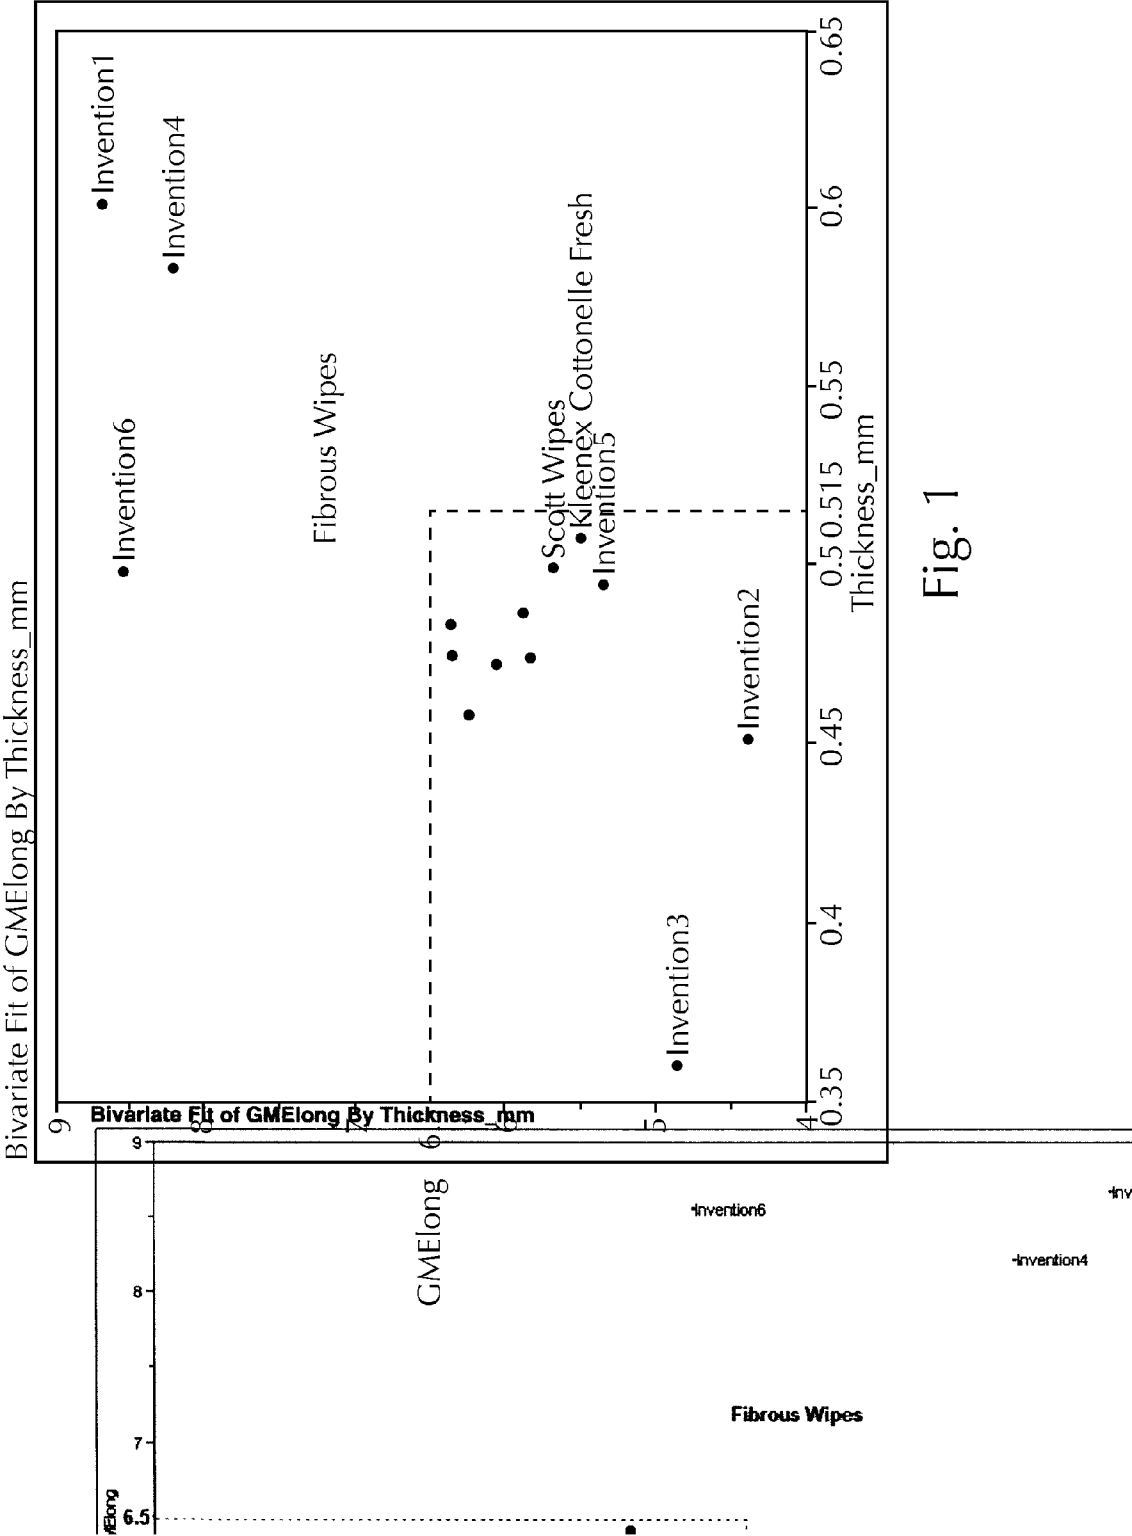 Bivariate Fit of GMElong By Thickness_mm
9
8
7
6
6
5
4
GMElong
Invention1
Invention4
Invention6
Fibrous Wipes
Scott Wipes
Kleenex Cottonelle Fresh
Invention5
Invention2
Invention3
0.35
0.4
0.45
0.5
0.515
0.55
0.6
0.65
Thickness_mm
Fig. 1
Bivariate Fit of GMElong By Thickness_mm
9
Inv
Invention6
Invention4
8
Fibrous Wipes
7
6.5